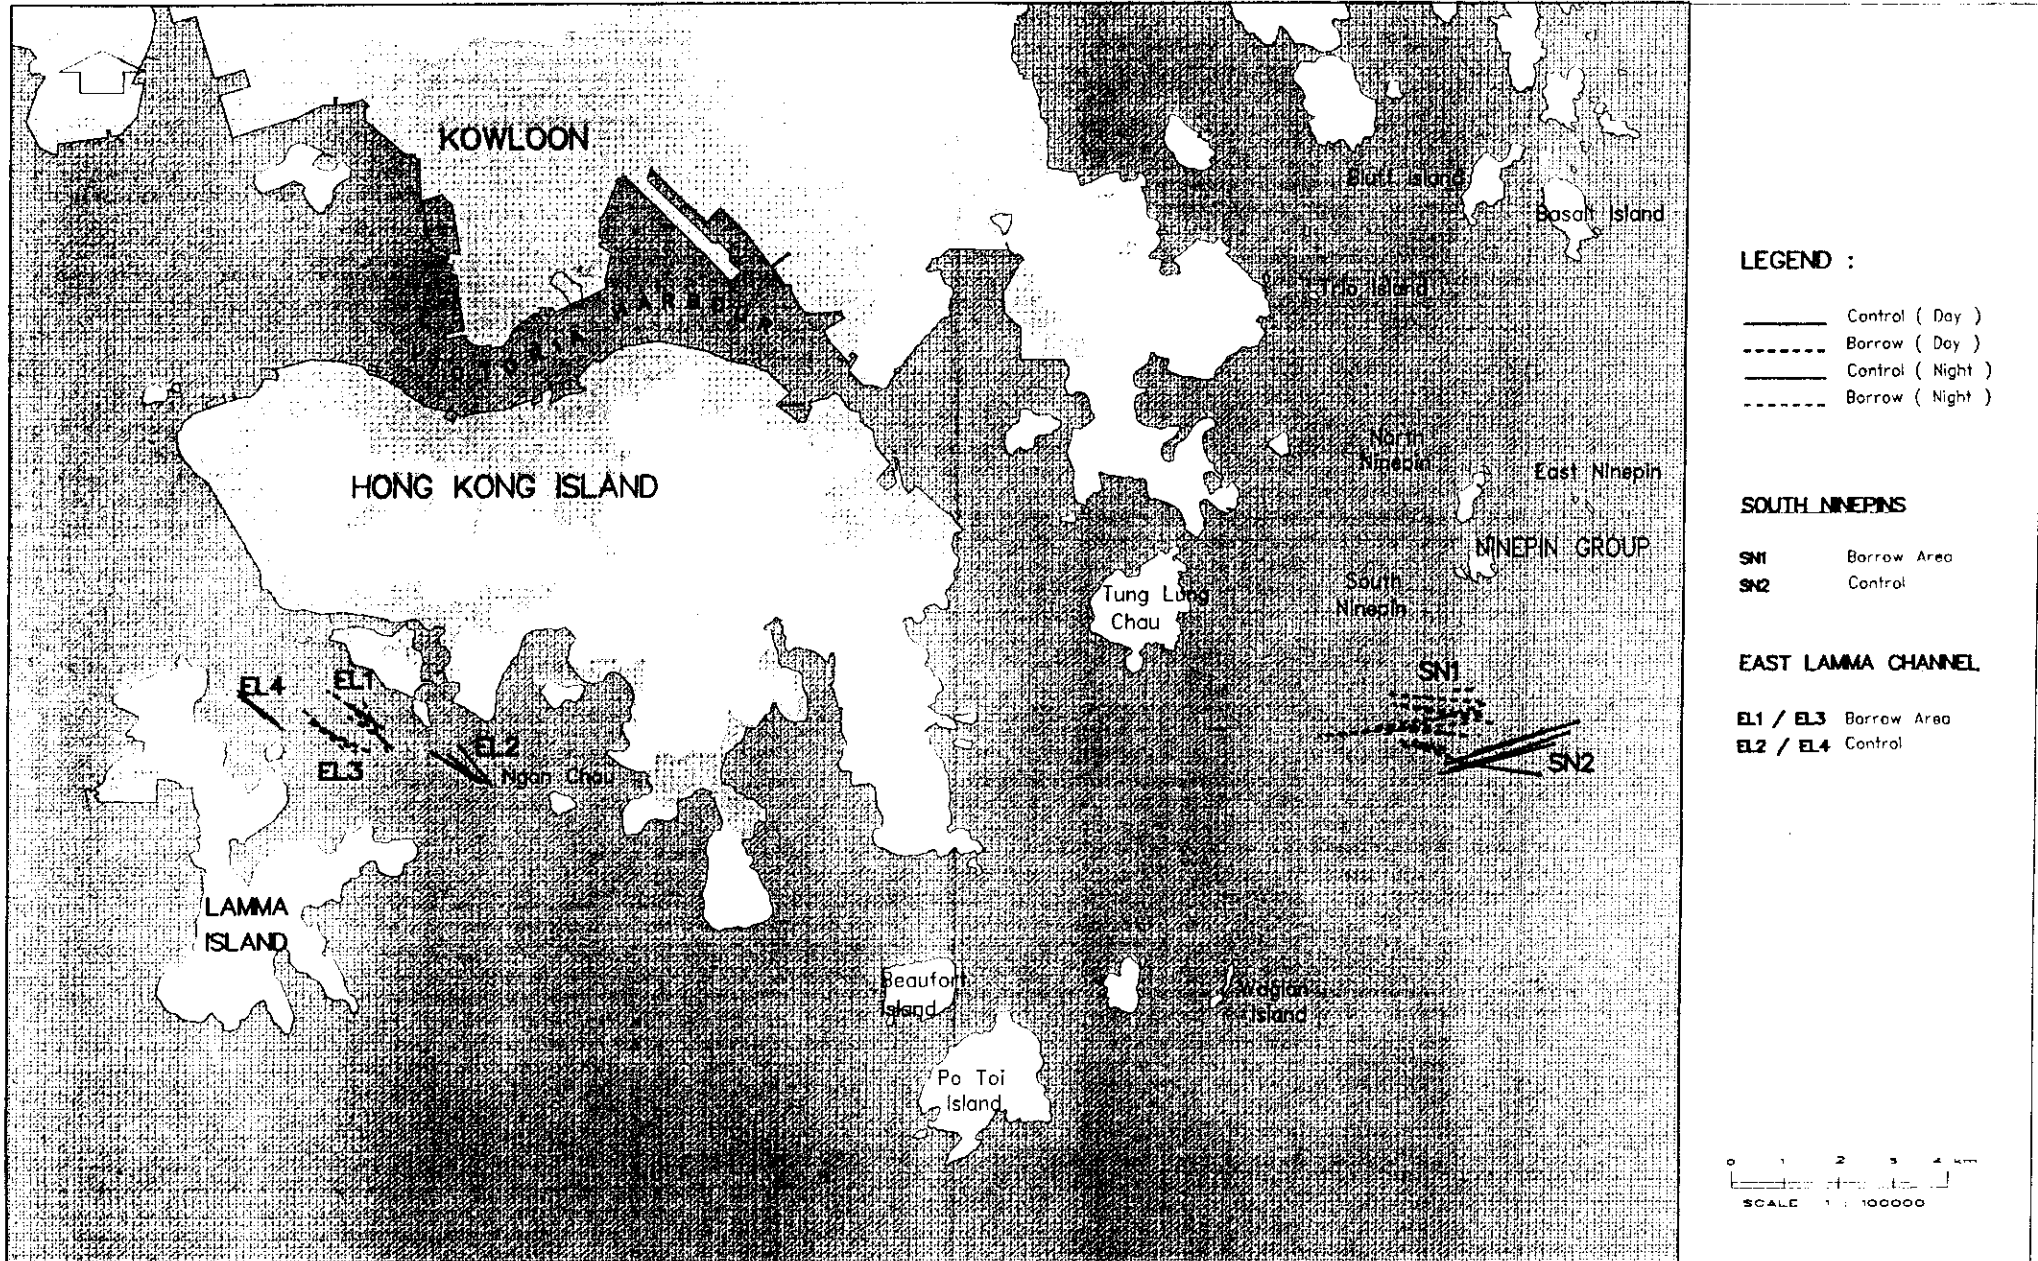 KOWLOON
Bluff Island
Basalt Island
VICTORIA HARBOUR
Trio Island
HONG KONG ISLAND
North
Ninepin
East Ninepin
NINEPIN GROUP
South
Ninepin
Tung Lung
Chau
EL4
EL1
EL3
EL2
Ngan Chau
SN1
SN2
LAMMA
ISLAND
Beaufort
Island
Waglan
Island
Po Toi
Island
LEGEND :
Control ( Day )
Borrow ( Day )
Control ( Night )
Borrow ( Night )
SOUTH NINEPINS
SN1 Borrow Area
SN2 Control
EAST LAMMA CHANNEL
EL1 / EL3 Borrow Area
EL2 / EL4 Control
0 1 2 3 4 km
SCALE 1 : 100000